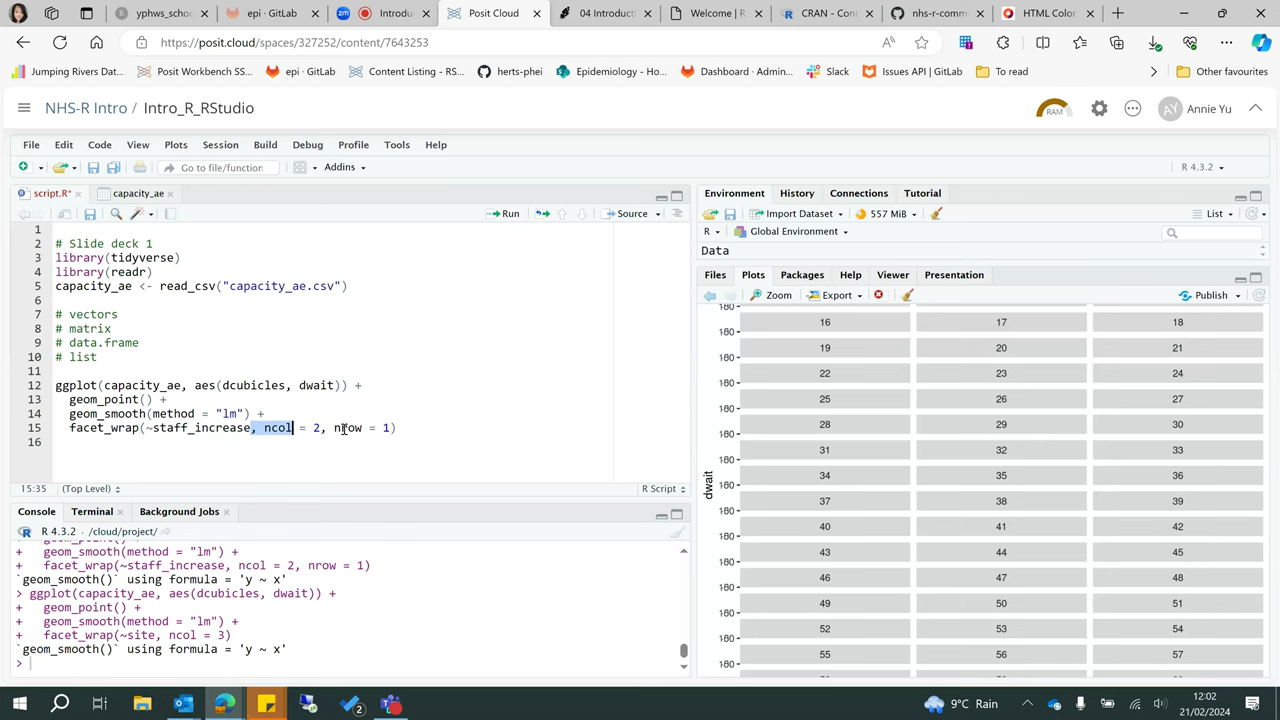 yphws_scho
epi · GitLab
Introduc
Posit Cloud
04 Introducti
Welcome | R
CRAN - Cont
nhs-r-comm
HTML Color
https://posit.cloud/spaces/327252/content/7643253
Jumping Rivers Dat...
Posit Workbench SS...
epi · GitLab
Content Listing - RS...
herts-phei
Epidemiology - Ho...
Dashboard · Admin...
Slack
Issues API | GitLab
To read
Other favourites
NHS-R Intro / Intro_R_RStudio
RAM
AY
Annie Yu
File Edit Code View Plots Session Build Debug Profile Tools Help
Go to file/function
Addins
R 4.3.2
script.R*
capacity_ae
Run
Source
1
2 # Slide deck 1
3 library(tidyverse)
4 library(readr)
5 capacity_ae <- read_csv("capacity_ae.csv")
6
7 # vectors
8 # matrix
9 # data.frame
10 # list
11
12 ggplot(capacity_ae, aes(dcubicles, dwait)) +
13 geom_point() +
14 geom_smooth(method = "lm") +
15 facet_wrap(~staff_increase, ncol = 2, nrow = 1)
16
15:35 (Top Level)
R Script
Console Terminal Background Jobs
R 4.3.2 · /cloud/project/
+ geom_smooth(method = "lm") +
+ facet_wrap(~staff_increase, ncol = 2, nrow = 1)
`geom_smooth()` using formula = 'y ~ x'
> ggplot(capacity_ae, aes(dcubicles, dwait)) +
+ geom_point() +
+ geom_smooth(method = "lm") +
+ facet_wrap(~site, ncol = 3)
`geom_smooth()` using formula = 'y ~ x'
>
Environment History Connections Tutorial
Import Dataset
557 MiB
List
R
Global Environment
Data
Files Plots Packages Help Viewer Presentation
Zoom
Export
Publish
dwait
16 17 18
19 20 21
22 23 24
25 26 27
28 29 30
31 32 33
34 35 36
37 38 39
40 41 42
43 44 45
46 47 48
49 50 51
52 53 54
55 56 57
2
9°C Rain
12:02
21/02/2024